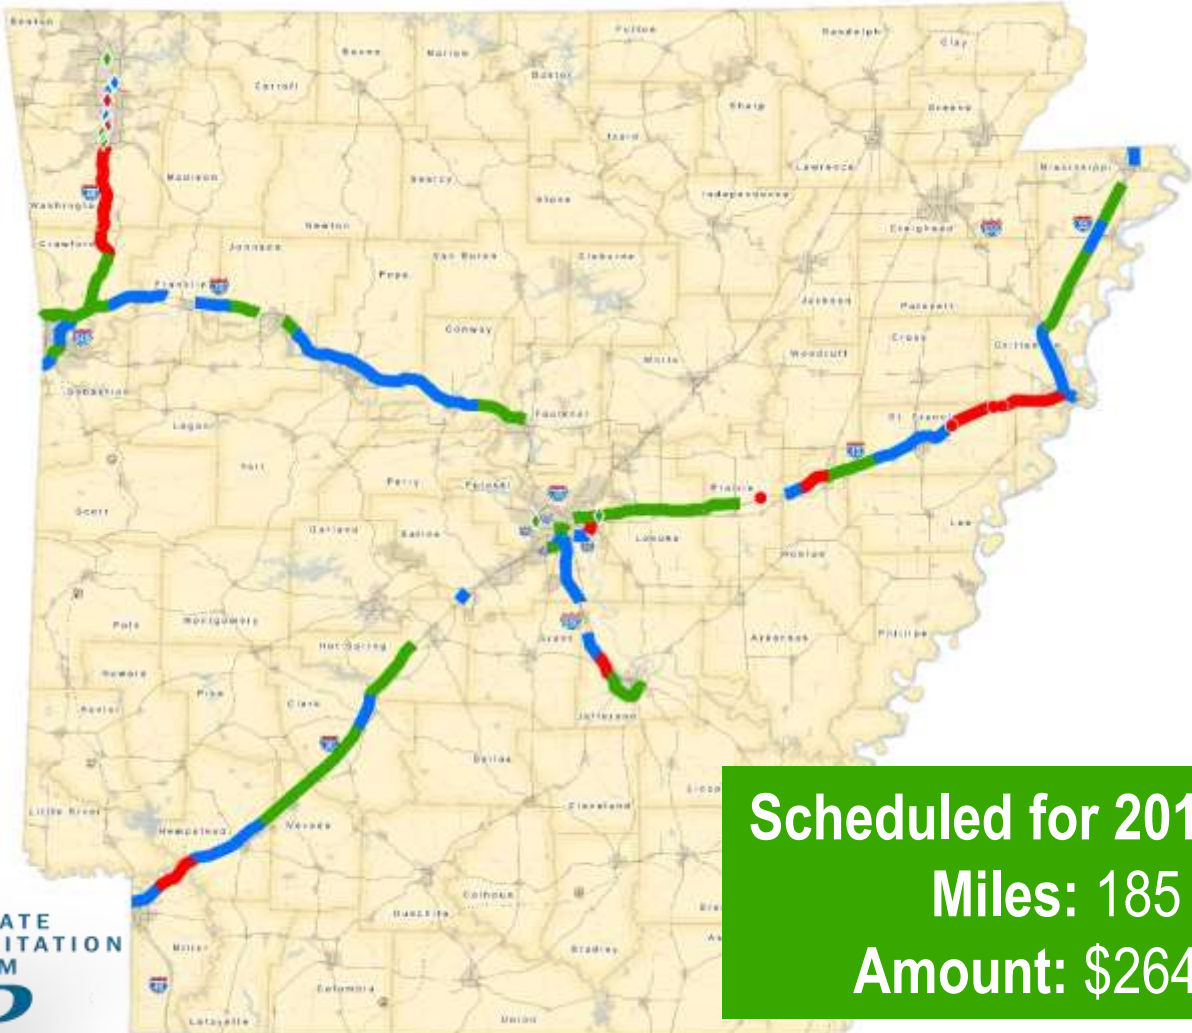 Benton
Boone
Marion
Fulton
Randolph
Clay
Baxter
Carroll
Sharp
Greene
Izard
Madison
Searcy
Stone
Independence
Lawrence
Mississippi
Washington
Newton
Craighead
Crawford
Johnson
Van Buren
Cleburne
Pope
Franklin
Jackson
Poinsett
Conway
White
Woodruff
Cross
Crittenden
Sebastian
Logan
Faulkner
St. Francis
Yell
Perry
Pulaski
Prairie
Scott
Garland
Saline
Lonoke
Lee
Monroe
Polk
Montgomery
Grant
Arkansas
Phillips
Hot Spring
Howard
Pike
Clark
Sevier
Jefferson
Dallas
Little River
Hempstead
Nevada
Cleveland
Linco
Scheduled for 201
Miles: 185
Amount: $264
Calhoun
Ouachita
Bradley
Miller
Columbia
Lafayette
Union
ATE
ITATION
M